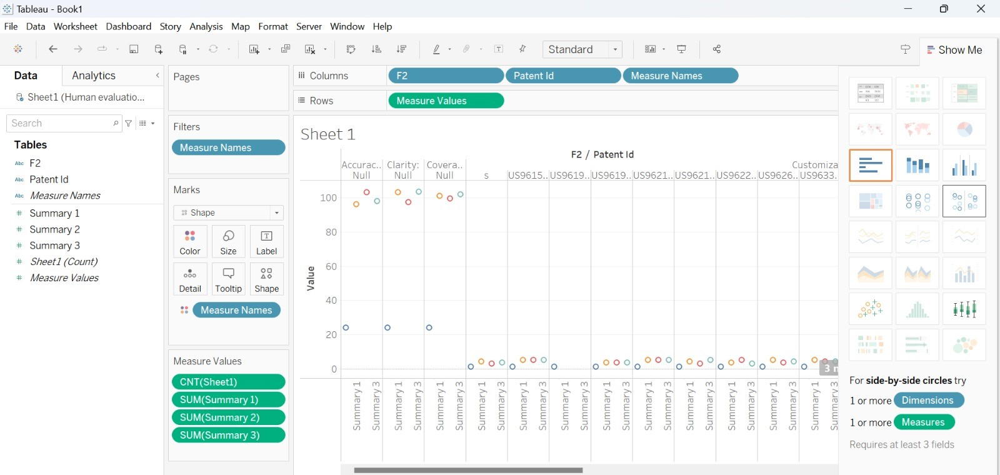 Tableau - Book1
File Data Worksheet Dashboard Story Analysis Map Format Server Window Help
Standard
Show Me
Data Analytics
Sheet1 (Human evaluatio...
Search
Tables
Abc F2
Abc Patent Id
Abc Measure Names
# Summary 1
# Summary 2
# Summary 3
# Sheet1 (Count)
# Measure Values
Pages
Filters
Measure Names
Marks
Shape
Color Size Label
Detail Tooltip Shape
Measure Names
Measure Values
CNT(Sheet1)
SUM(Summary 1)
SUM(Summary 2)
SUM(Summary 3)
Columns F2 Patent Id Measure Names
Rows Measure Values
Sheet 1
F2 / Patent Id
Accurac.. Clarity: Covera.. Customiza
Null Null Null s US9615.. US9619.. US9619.. US9621.. US9621.. US9622.. US9626.. US9633..
Value
100
80
60
40
20
0
3
Summary 1 Summary 3 Summary 1 Summary 3 Summary 1 Summary 3 Summary 1 Summary 3 Summary 1 Summary 3 Summary 1 Summary 3 Summary 1 Summary 3 Summary 1 Summary 3 Summary 1 Summary 3 Summary 1 Summary 3 Summary 1 Summary 3 Summary 1 Summary 3
For side-by-side circles try
1 or more Dimensions
1 or more Measures
Requires at least 3 fields